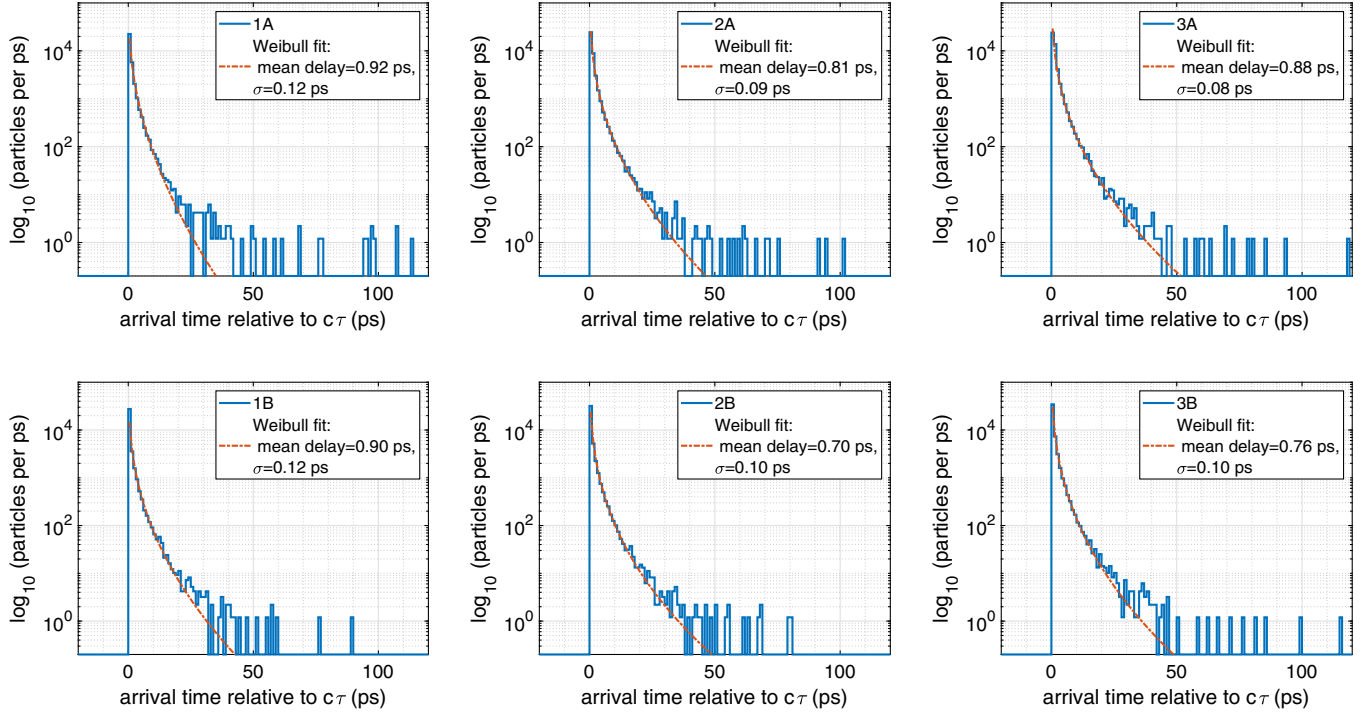 1A
Weibull fit:
mean delay=0.92 ps,
σ=0.12 ps
10^4
10^2
10^0
log_10 (particles per ps)
0
50
100
arrival time relative to cτ (ps)
2A
Weibull fit:
mean delay=0.81 ps,
σ=0.09 ps
10^4
10^2
10^0
log_10 (particles per ps)
0
50
100
arrival time relative to cτ (ps)
3A
Weibull fit:
mean delay=0.88 ps,
σ=0.08 ps
10^4
10^2
10^0
log_10 (particles per ps)
0
50
100
arrival time relative to cτ (ps)
1B
Weibull fit:
mean delay=0.90 ps,
σ=0.12 ps
10^4
10^2
10^0
log_10 (particles per ps)
0
50
100
arrival time relative to cτ (ps)
2B
Weibull fit:
mean delay=0.70 ps,
σ=0.10 ps
10^4
10^2
10^0
log_10 (particles per ps)
0
50
100
arrival time relative to cτ (ps)
3B
Weibull fit:
mean delay=0.76 ps,
σ=0.10 ps
10^4
10^2
10^0
log_10 (particles per ps)
0
50
100
arrival time relative to cτ (ps)